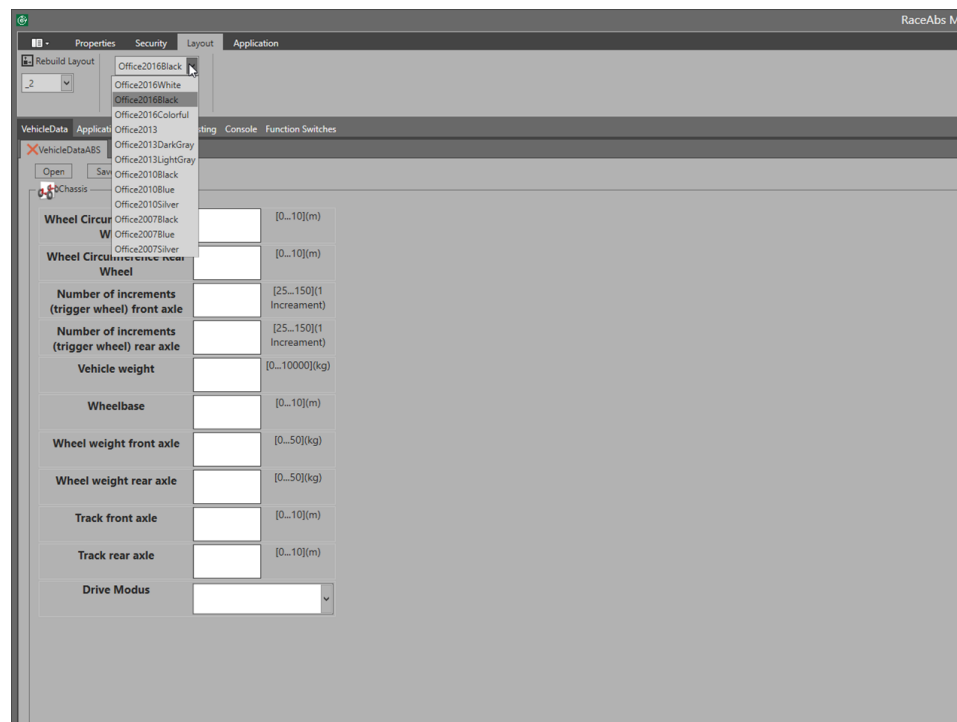 RaceAbs M
Properties Security Layout Application
Rebuild Layout
Office2016Black
_2
Office2016White
Office2016Black
Office2016Colorful
Office2013
Office2013DarkGray
Office2013LightGray
Office2010Black
Office2010Blue
Office2010Silver
Office2007Black
Office2007Blue
Office2007Silver
VehicleData Applicati sting Console Function Switches
VehicleDataABS
Open Save
Chassis
Wheel Circum [0...10](m)
W
Wheel Circumference Rear Wheel [0...10](m)
Number of increments (trigger wheel) front axle [25...150](1 Increament)
Number of increments (trigger wheel) rear axle [25...150](1 Increament)
Vehicle weight [0...10000](kg)
Wheelbase [0...10](m)
Wheel weight front axle [0...50](kg)
Wheel weight rear axle [0...50](kg)
Track front axle [0...10](m)
Track rear axle [0...10](m)
Drive Modus